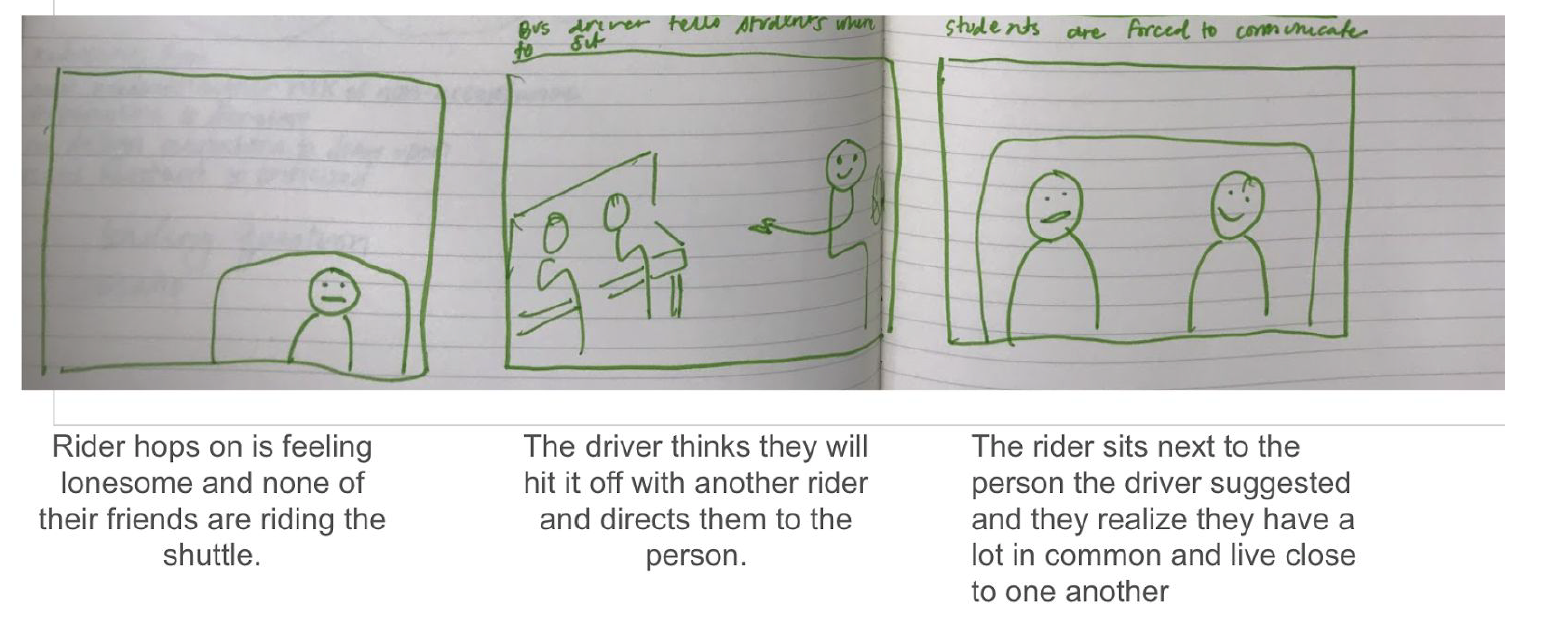 Bus driver tells students when
to sit
students are forced to communicate
Rider hops on is feeling
lonesome and none of
their friends are riding the
shuttle.
The driver thinks they will
hit it off with another rider
and directs them to the
person.
The rider sits next to the
person the driver suggested
and they realize they have a
lot in common and live close
to one another